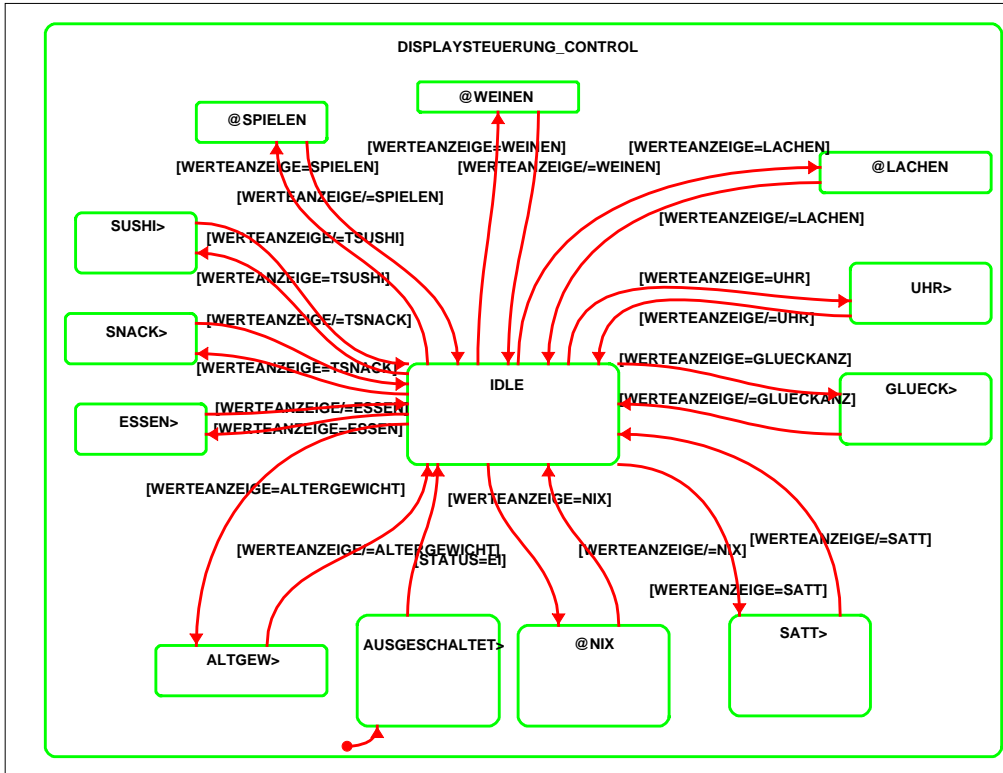 DISPLAYSTEUERUNG_CONTROL
@WEINEN
@SPIELEN
[WERTEANZEIGE=WEINEN]
[WERTEANZEIGE=LACHEN]
[WERTEANZEIGE=SPIELEN]
[WERTEANZEIGE/=WEINEN]
@LACHEN
[WERTEANZEIGE/=SPIELEN]
[WERTEANZEIGE/=LACHEN]
SUSHI>
[WERTEANZEIGE/=TSUSHI]
[WERTEANZEIGE=TSUSHI]
[WERTEANZEIGE=UHR]
UHR>
[WERTEANZEIGE/=TSNACK]
[WERTEANZEIGE/=UHR]
SNACK>
[WERTEANZEIGE=TSNACK]
[WERTEANZEIGE=GLUECKANZ]
IDLE
GLUECK>
[WERTEANZEIGE/=GLUECKANZ]
[WERTEANZEIGE/=ESSEN]
ESSEN>
[WERTEANZEIGE=ESSEN]
[WERTEANZEIGE=ALTERGEWICHT]
[WERTEANZEIGE=NIX]
[WERTEANZEIGE/=SATT]
[WERTEANZEIGE/=ALTERGEWICHT]
[WERTEANZEIGE/=NIX]
[STATUS=EI]
[WERTEANZEIGE=SATT]
SATT>
AUSGESCHALTET>
@NIX
ALTGEW>